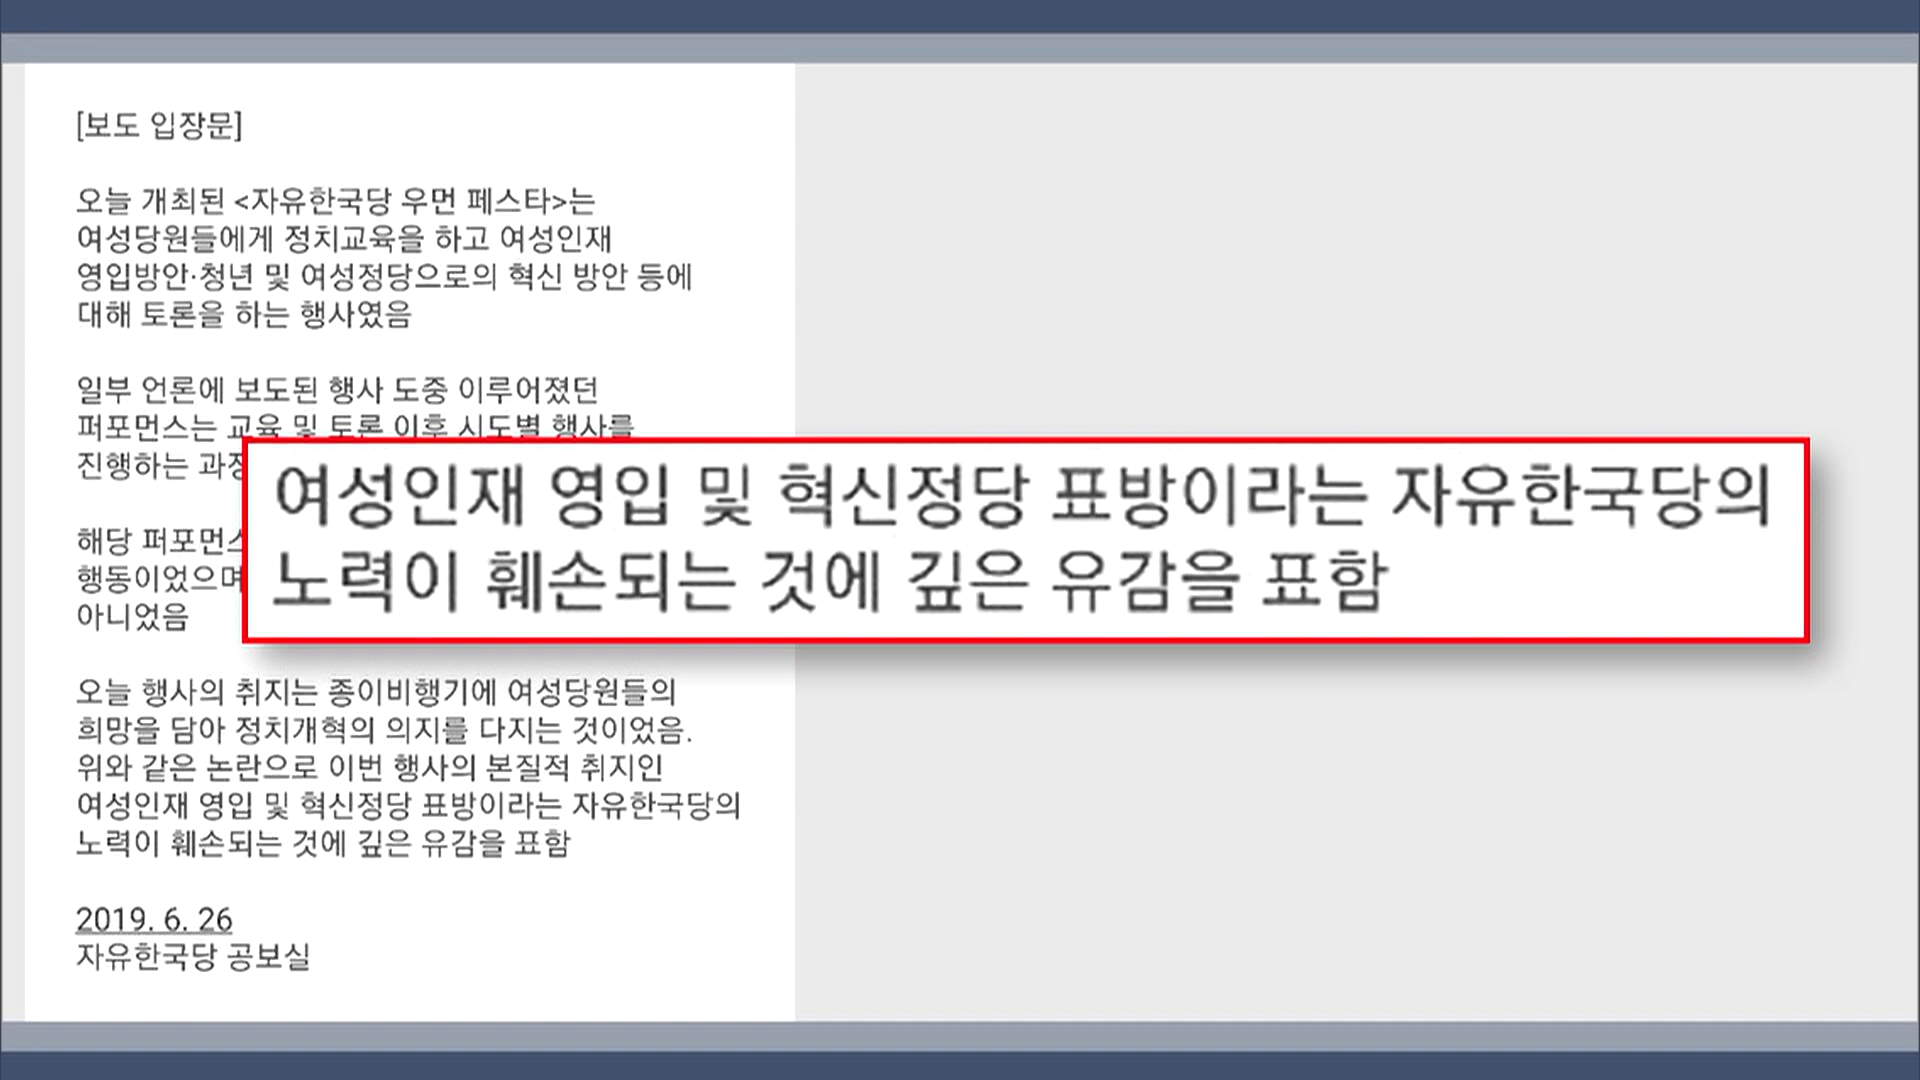 [보도 입장문]
오늘 개최된 <자유한국당 우먼 페스타>는
여성당원들에게 정치교육을 하고 여성인재
영입방안·청년 및 여성정당으로의 혁신 방안 등에
대해 토론을 하는 행사였음
일부 언론에 보도된 행사 도중 이루어졌던
퍼포먼스는 교육 및 토론 이후 시도별 행사를
진행하는 과정
여성인재 영입 및 혁신정당 표방이라는 자유한국당의
노력이 훼손되는 것에 깊은 유감을 표함
해당 퍼포먼스
행동이었으며
아니었음
오늘 행사의 취지는 종이비행기에 여성당원들의
희망을 담아 정치개혁의 의지를 다지는 것이었음.
위와 같은 논란으로 이번 행사의 본질적 취지인
여성인재 영입 및 혁신정당 표방이라는 자유한국당의
노력이 훼손되는 것에 깊은 유감을 표함
2019. 6. 26
자유한국당 공보실